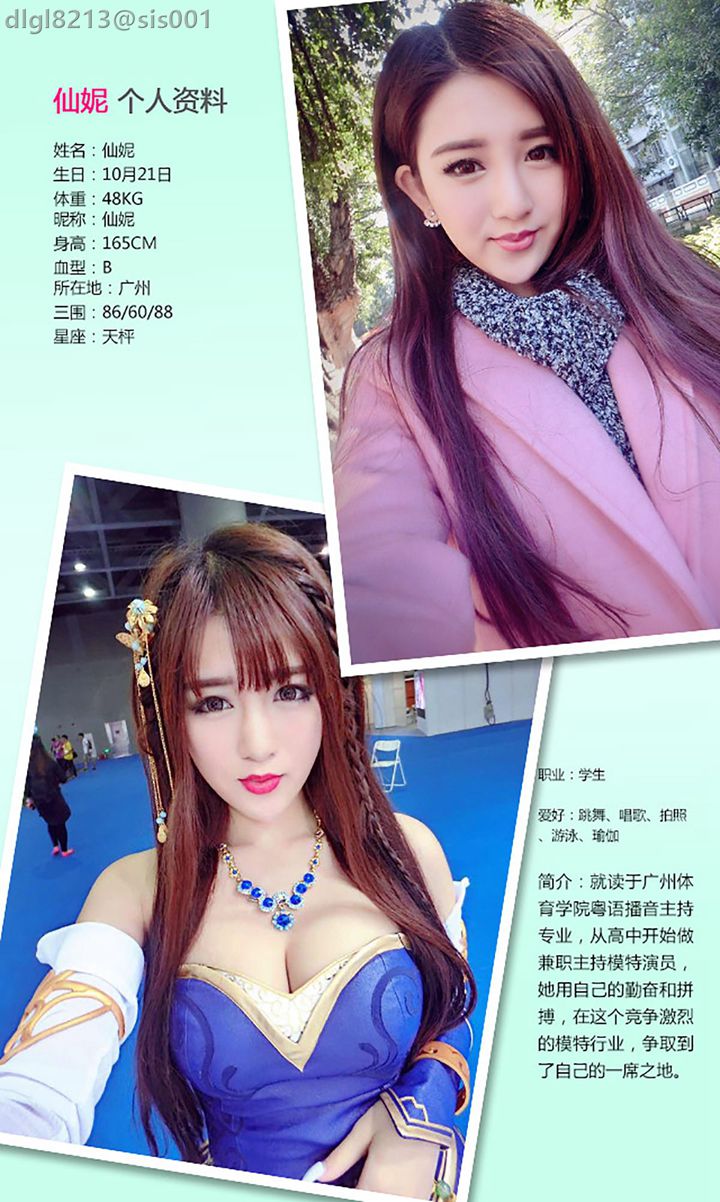 dlgl8213@sis001
仙妮 个人资料
姓名：仙妮
生日：10月21日
体重：48KG
昵称：仙妮
身高：165CM
血型：B
所在地：广州
三围：86/60/88
星座：天枰
职业：学生
爱好：跳舞、唱歌、拍照
、游泳、瑜伽
简介：就读于广州体
育学院粤语播音主持
专业，从高中开始做
兼职主持模特演员，
她用自己的勤奋和拼
搏，在这个竞争激烈
的模特行业，争取到
了自己的一席之地。